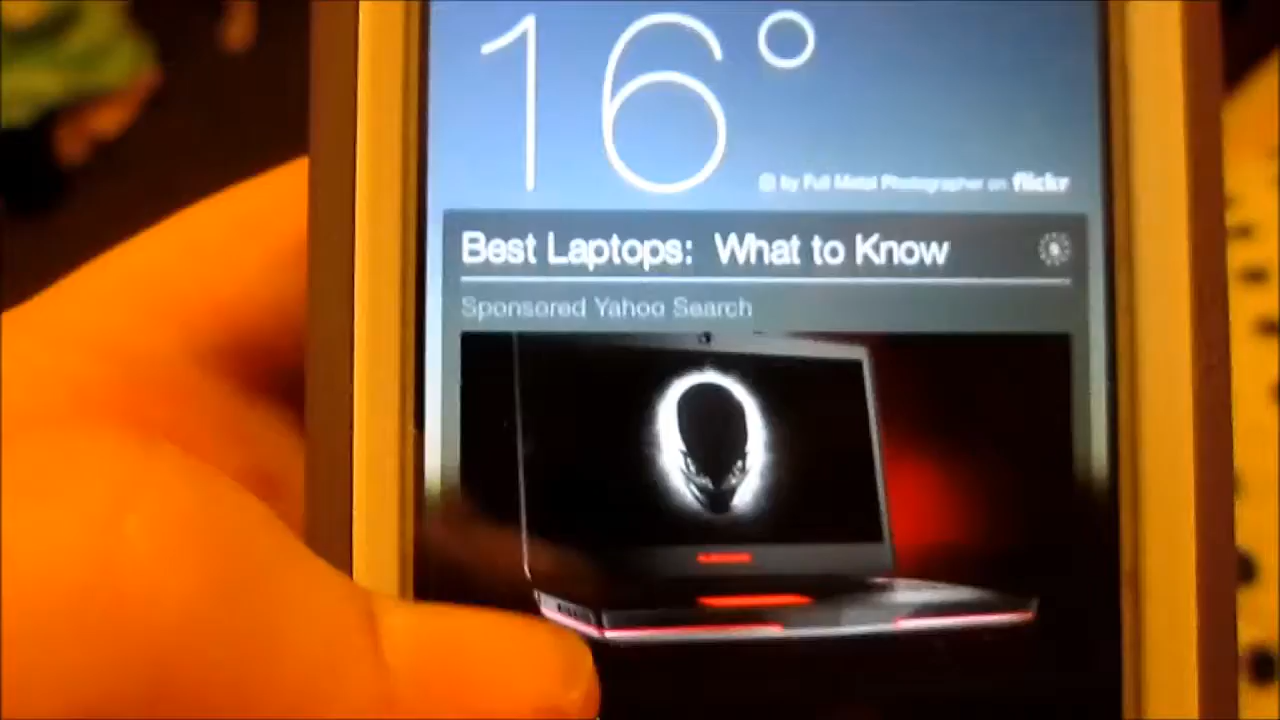 16°
© by Full Metal Photographer on flickr
Best Laptops: What to Know
Sponsored Yahoo Search